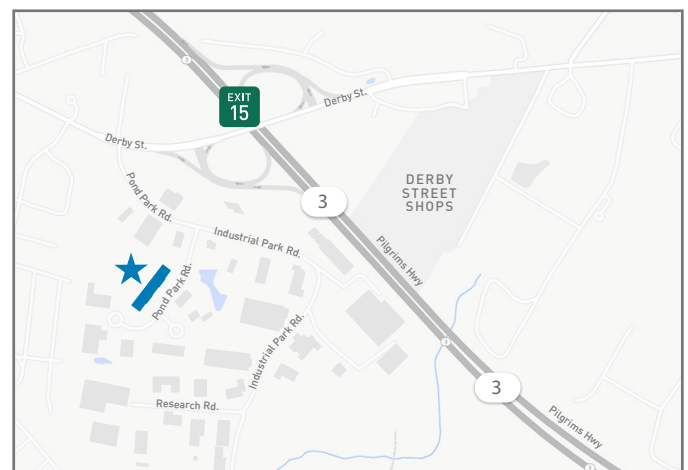 EXIT
15
Derby St.
Derby St.
Pond Park Rd.
3
DERBY
STREET
SHOPS
Industrial Park Rd.
Pilgrims Hwy
Pond Park Rd.
Industrial Park Rd.
3
Research Rd.
Pilgrims Hwy